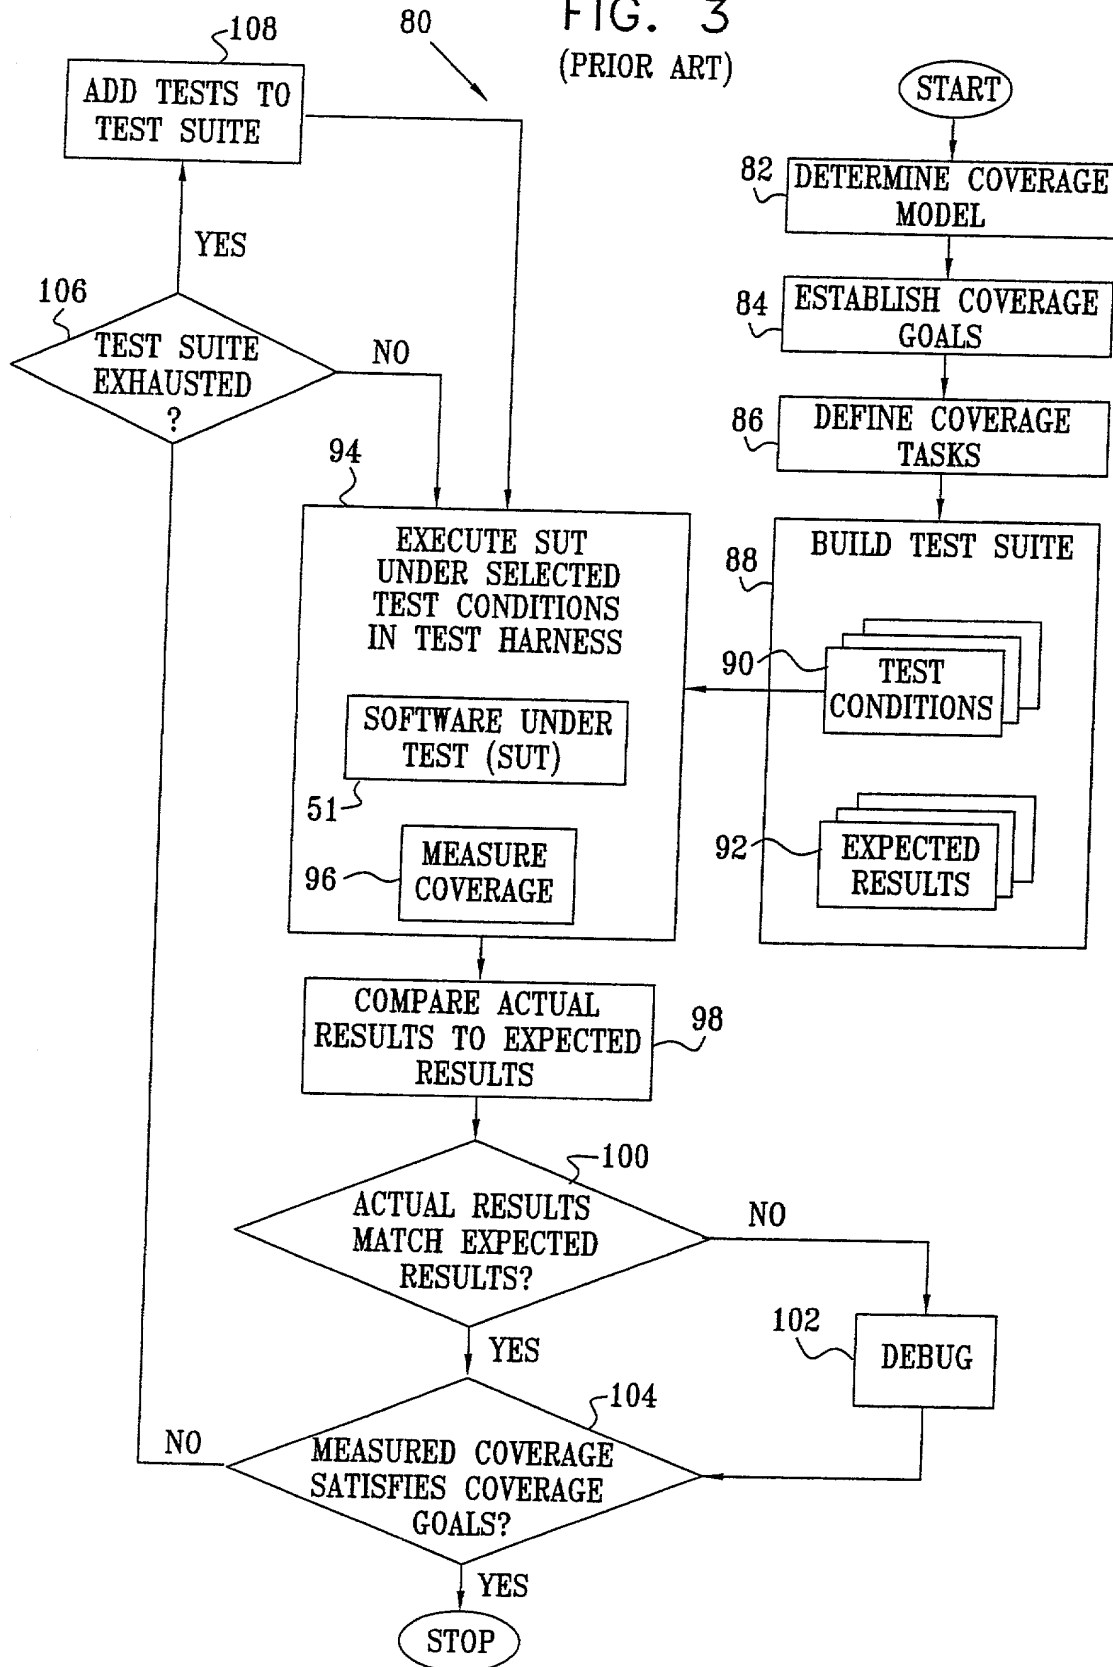 FIG. 3
(PRIOR ART)
80
START
82
DETERMINE COVERAGE
MODEL
84
ESTABLISH COVERAGE
GOALS
86
DEFINE COVERAGE
TASKS
88
BUILD TEST SUITE
90
TEST
CONDITIONS
92
EXPECTED
RESULTS
94
EXECUTE SUT
UNDER SELECTED
TEST CONDITIONS
IN TEST HARNESS
SOFTWARE UNDER
TEST (SUT)
51
MEASURE
COVERAGE
96
COMPARE ACTUAL
RESULTS TO EXPECTED
RESULTS
98
100
ACTUAL RESULTS
MATCH EXPECTED
RESULTS?
NO
102
DEBUG
YES
104
MEASURED COVERAGE
SATISFIES COVERAGE
GOALS?
NO
YES
STOP
106
TEST SUITE
EXHAUSTED
?
NO
YES
108
ADD TESTS TO
TEST SUITE